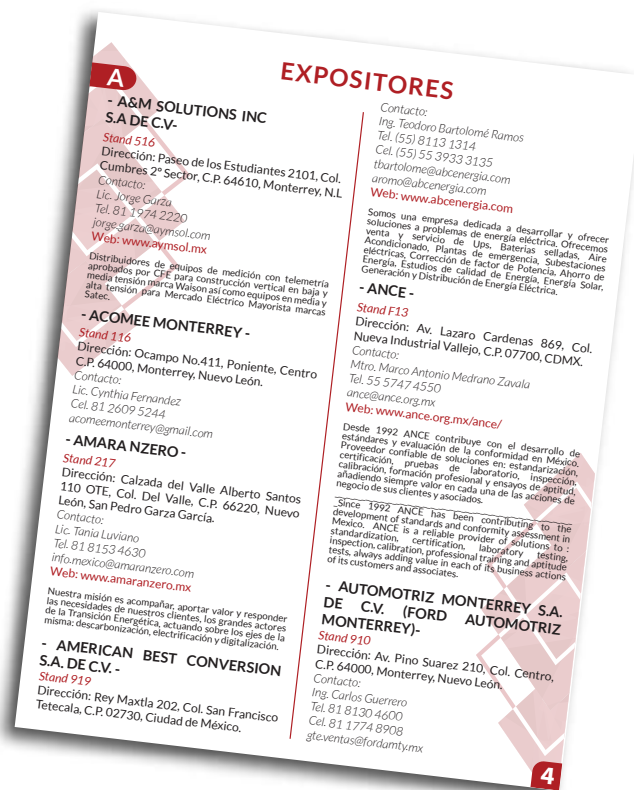 A
EXPOSITORES
- A&M SOLUTIONS INC
S.A DE C.V-
Stand 516
Dirección: Paseo de los Estudiantes 2101, Col.
Cumbres 2º Sector, C.P. 64610, Monterrey, N.L
Contacto:
Lic. Jorge Garza
Tel. 81 1974 2220
jorge.garza@aymsol.com
Web: www.aymsol.mx
Distribuidores de equipos de medición con telemetría
aprobados por CFE para construcción vertical en baja y
media tensión marca Waison así como equipos en media y
alta tensión para Mercado Eléctrico Mayorista marcas
Satec.
- ACOMEE MONTERREY -
Stand 116
Dirección: Ocampo No.411, Poniente, Centro
C.P. 64000, Monterrey, Nuevo León.
Contacto:
Lic. Cynthia Fernandez
Cel. 81 2609 5244
acomeemonterrey@gmail.com
- AMARA NZERO -
Stand 217
Dirección: Calzada del Valle Alberto Santos
110 OTE, Col. Del Valle, C.P. 66220, Nuevo
León, San Pedro Garza García.
Contacto:
Lic. Tania Luviano
Tel. 81 8153 4630
info.mexico@amaranzero.com
Web: www.amaranzero.mx
Nuestra misión es acompañar, aportar valor y responder
las necesidades de nuestros clientes, los grandes actores
de la Transición Energética, actuando sobre los ejes de la
misma: descarbonización, electrificación y digitalización.
- AMERICAN BEST CONVERSION
S.A. DE C.V. -
Stand 919
Dirección: Rey Maxtla 202, Col. San Francisco
Tetecala, C.P. 02730, Ciudad de México.
Contacto:
Ing. Teodoro Bartolomé Ramos
Tel. (55) 8113 1314
Cel. (55) 55 3933 3135
tbartolome@abcenergia.com
aromo@abcenergia.com
Web: www.abcenergia.com
Somos una empresa dedicada a desarrollar y ofrecer
soluciones a problemas de energía eléctrica. Ofrecemos
venta y servicio de Ups, Baterias selladas, Aire
Acondicionado, Plantas de emergencia, Subestaciones
eléctricas, Corrección de factor de Potencia, Ahorro de
Energía, Estudios de calidad de Energía, Energía Solar,
Generación y Distribución de Energía Eléctrica.
- ANCE -
Stand F13
Dirección: Av. Lazaro Cardenas 869, Col.
Nueva Industrial Vallejo, C.P. 07700, CDMX.
Contacto:
Mtro. Marco Antonio Medrano Zavala
Tel. 55 5747 4550
ance@ance.org.mx
Web: www.ance.org.mx/ance/
Desde 1992 ANCE contribuye con el desarrollo de
estándares y evaluación de la conformidad en México.
Proveedor confiable de soluciones en: estandarización,
certificación, pruebas de laboratorio, inspección,
calibración, formación profesional y ensayos de aptitud,
añadiendo siempre valor en cada una de las acciones de
negocio de sus clientes y asociados.
_Since 1992 ANCE has been contributing to the
development of standards and conformity assessment in
Mexico. ANCE is a reliable provider of solutions to :
standardization, certification, laboratory testing,
inspection, calibration, professional training and aptitude
tests, always adding value in each of its business actions
of its customers and associates.
- AUTOMOTRIZ MONTERREY S.A.
DE C.V. (FORD AUTOMOTRIZ
MONTERREY)-
Stand 910
Dirección: Av. Pino Suarez 210, Col. Centro,
C.P. 64000, Monterrey, Nuevo León.
Contacto:
Ing. Carlos Guerrero
Tel. 81 8130 4600
Cel. 81 1774 8908
gte.ventas@fordamty.mx
4